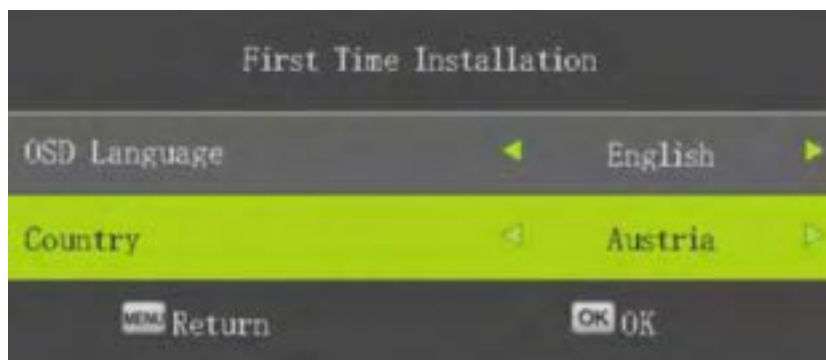 First Time Installation
OSD Language English
Country Austria
MENU Return OK OK